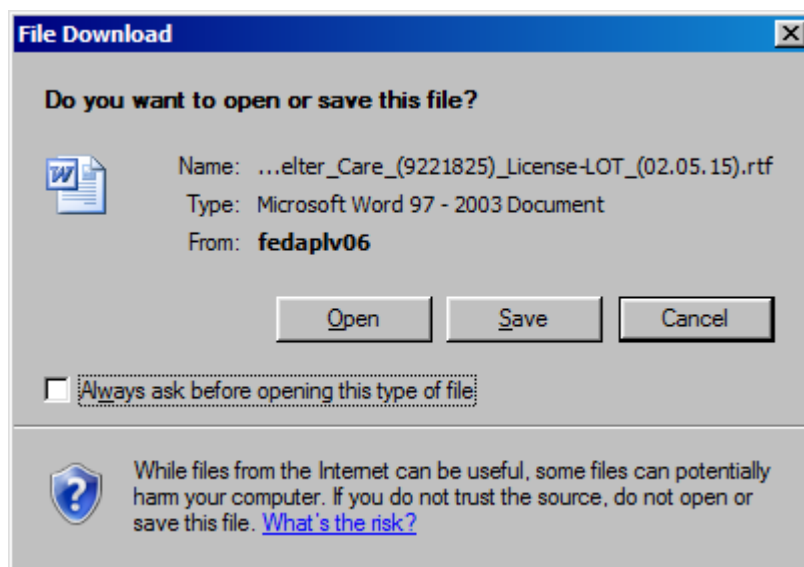 File Download
Do you want to open or save this file?
Name: ...elter_Care_(9221825)_License-LOT_(02.05.15).rtf
Type: Microsoft Word 97 - 2003 Document
From: fedaplv06
Open Save Cancel
Always ask before opening this type of file
While files from the Internet can be useful, some files can potentially
harm your computer. If you do not trust the source, do not open or
save this file. What's the risk?